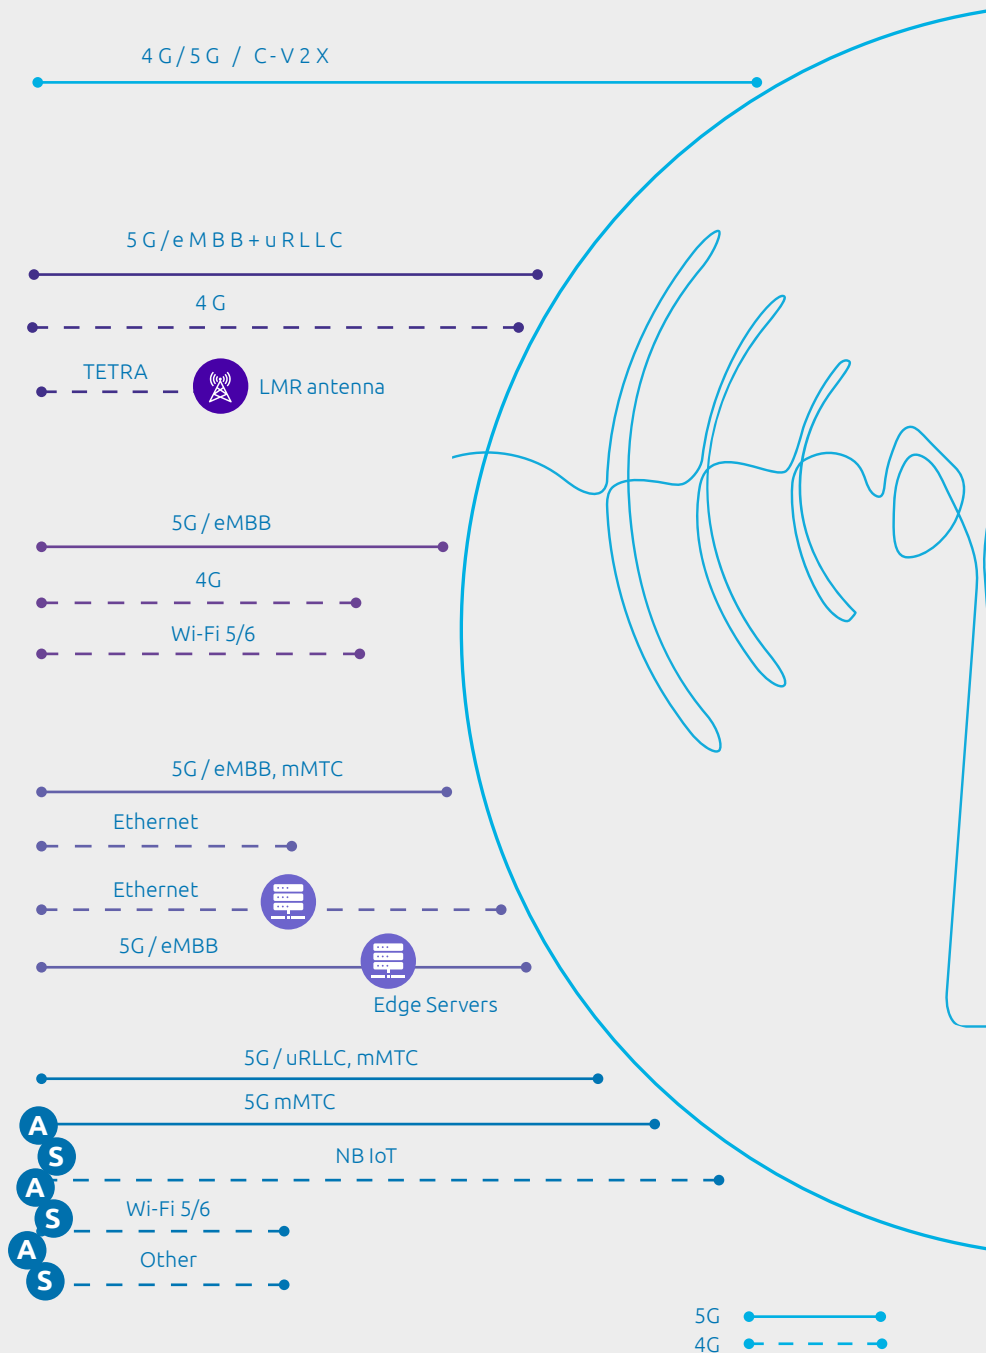 4G/5G / C-V2X
5G/eMBB+uRLLC
4G
TETRA
LMR antenna
5G / eMBB
4G
Wi-Fi 5/6
5G / eMBB, mMTC
Ethernet
Ethernet
5G / eMBB
Edge Servers
5G / uRLLC, mMTC
5G mMTC
A
S
NB IoT
A
Wi-Fi 5/6
S
A
Other
S
5G
4G